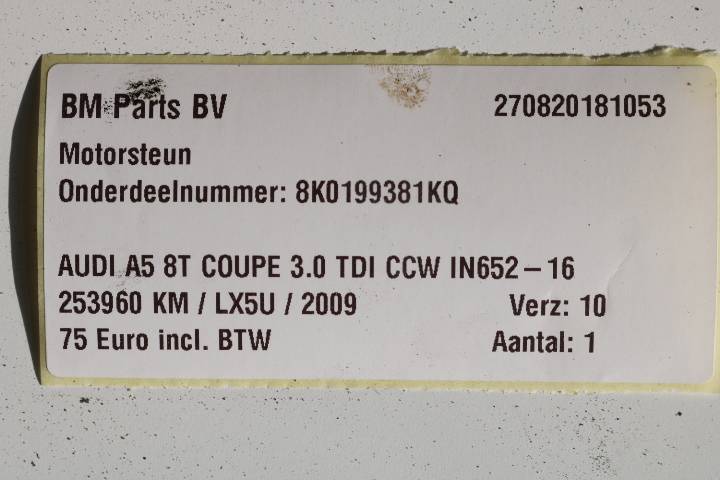 BM Parts BV 270820181053
Motorsteun
Onderdeelnummer: 8K0199381KQ
AUDI A5 8T COUPE 3.0 TDI CCW IN652-16
253960 KM / LX5U / 2009 Verz: 10
75 Euro incl. BTW Aantal: 1